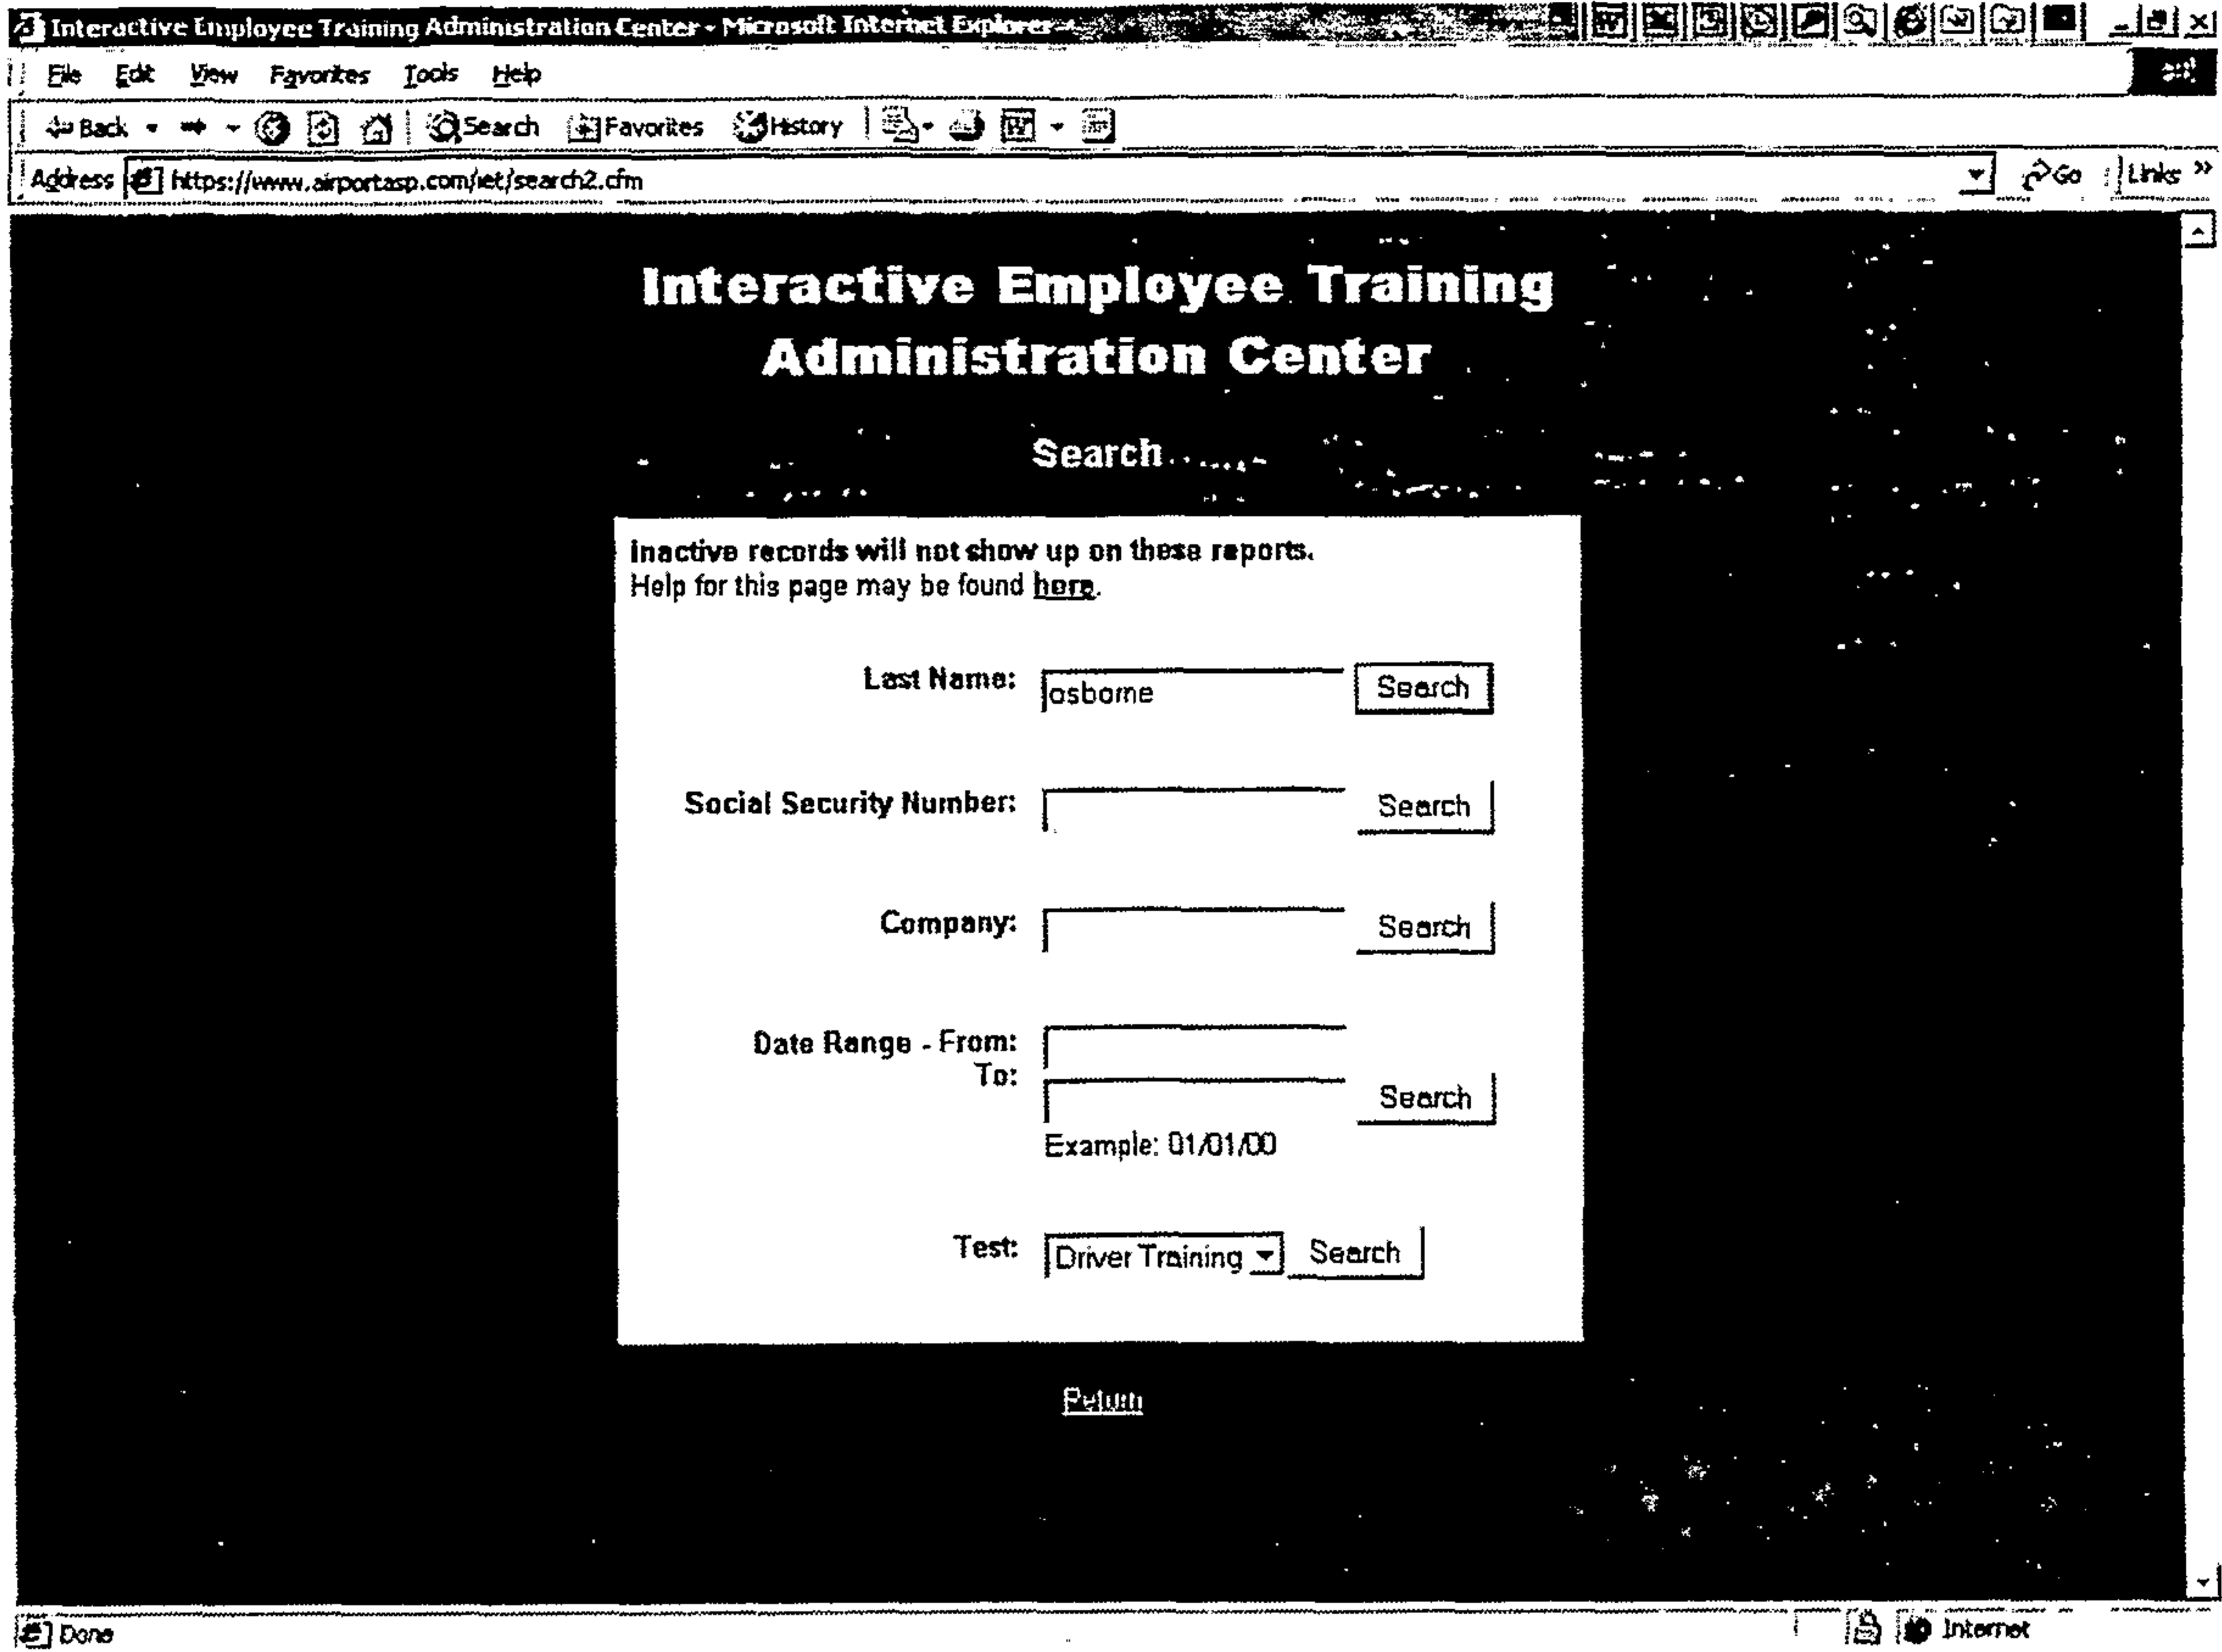 Interactive Employee Training Administration Center - Microsoft Internet Explorer
File Edit View Favorites Tools Help
Back Search Favorites History
Address https://www.airportasp.com/iet/search2.cfm Go Links »
Interactive Employee Training
Administration Center
Search
Inactive records will not show up on these reports.
Help for this page may be found here.
Last Name: osborne Search
Social Security Number: Search
Company: Search
Date Range - From:
To: Search
Example: 01/01/00
Test: Driver Training Search
Return
Done Internet